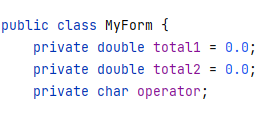 public class MyForm {
    private double total1 = 0.0;
    private double total2 = 0.0;
    private char operator;